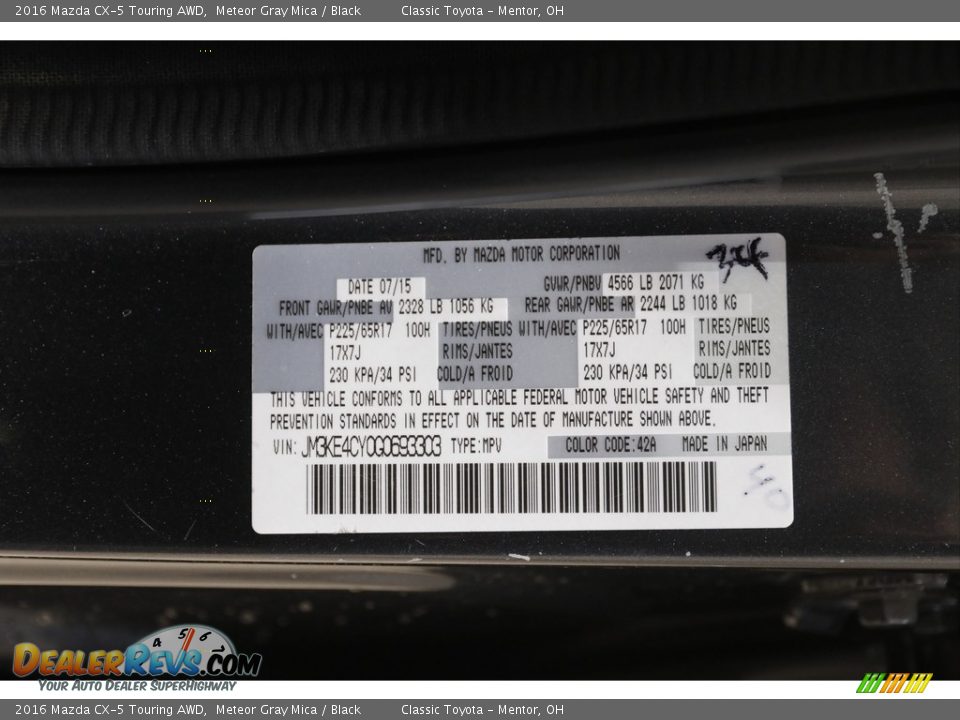 2016 Mazda CX-5 Touring AWD, Meteor Gray Mica / Black Classic Toyota - Mentor, OH
MFD. BY MAZDA MOTOR CORPORATION
DATE 07/15 GVWR/PNBV 4566 LB 2071 KG
FRONT GAWR/PNBE AV 2328 LB 1056 KG REAR GAWR/PNBE AR 2244 LB 1018 KG
WITH/AVEC P225/65R17 100H TIRES/PNEUS WITH/AVEC P225/65R17 100H TIRES/PNEUS
17X7J RIMS/JANTES 17X7J RIMS/JANTES
230 KPA/34 PSI COLD/A FROID 230 KPA/34 PSI COLD/A FROID
THIS VEHICLE CONFORMS TO ALL APPLICABLE FEDERAL MOTOR VEHICLE SAFETY AND THEFT
PREVENTION STANDARDS IN EFFECT ON THE DATE OF MANUFACTURE SHOWN ABOVE.
VIN: JM3KE4CY0G0693303 TYPE:MPV COLOR CODE:42A MADE IN JAPAN
40
4 5 6
DEALERREVS.COM
YOUR AUTO DEALER SUPERHIGHWAY
2016 Mazda CX-5 Touring AWD, Meteor Gray Mica / Black Classic Toyota - Mentor, OH